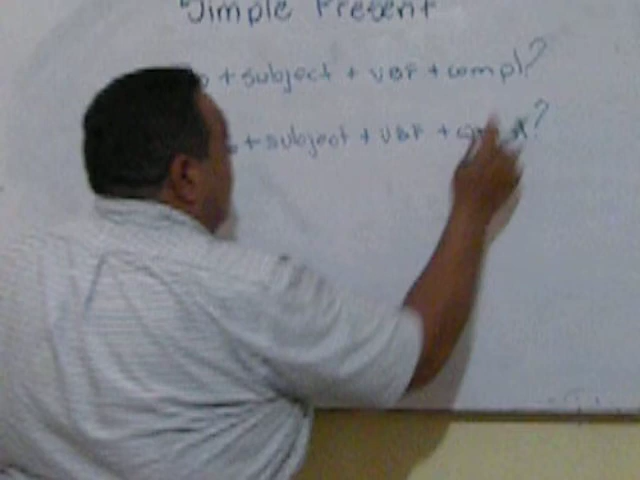 Simple Present
+ subject + VBF + compl?
+ subject + VBF + ?